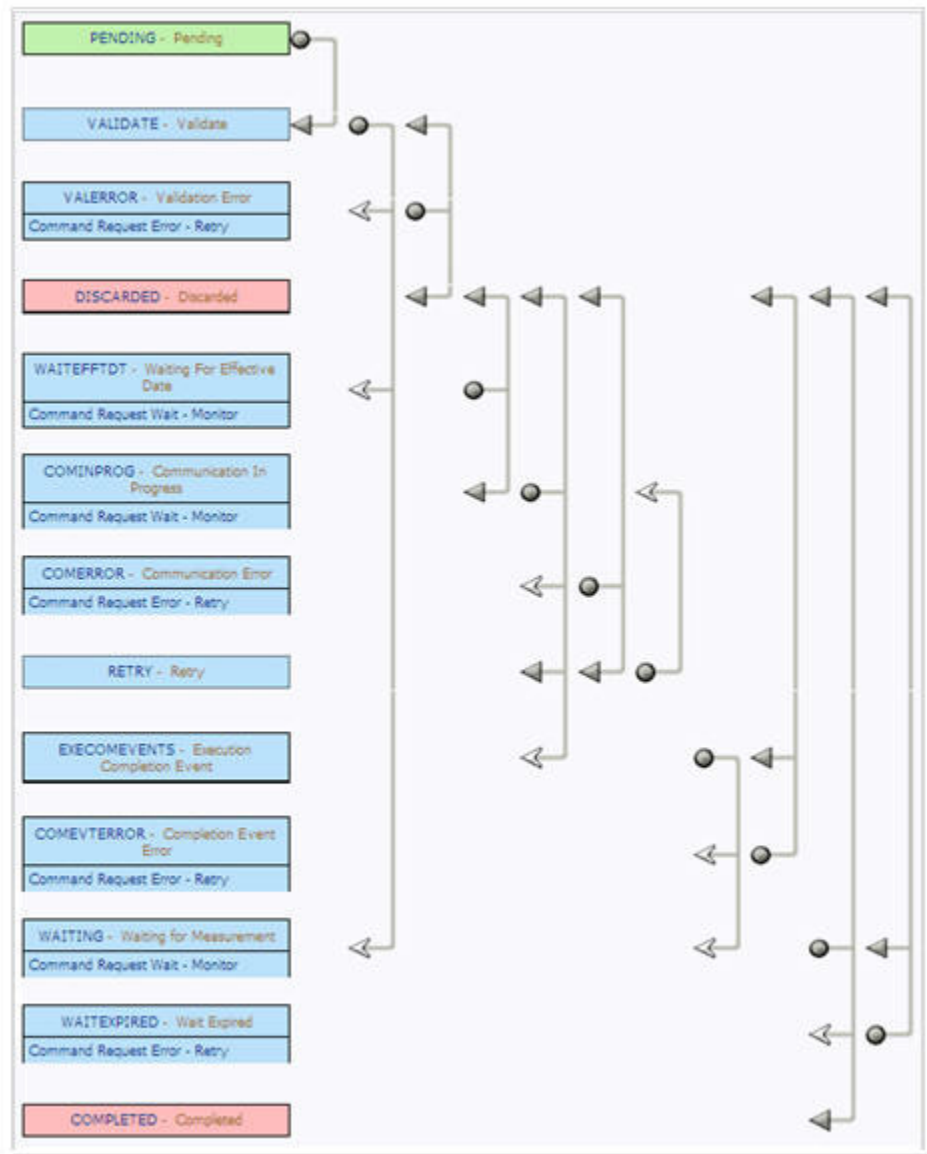 PENDING - Pending
VALIDATE - Validate
VALERROR - Validation Error
Command Request Error - Retry
DISCARDED - Discarded
WAITEFFTDT - Waiting For Effective
Date
Command Request Wait - Monitor
COMINPROG - Communication In
Progress
Command Request Wait - Monitor
COMERROR - Communication Error
Command Request Error - Retry
RETRY - Retry
EXECOMEVENTS - Execution
Completion Event
COMEVTERROR - Completion Event
Error
Command Request Error - Retry
WAITING - Waiting for Measurement
Command Request Wait - Monitor
WAITEXPIRED - Wait Expired
Command Request Error - Retry
COMPLETED - Completed